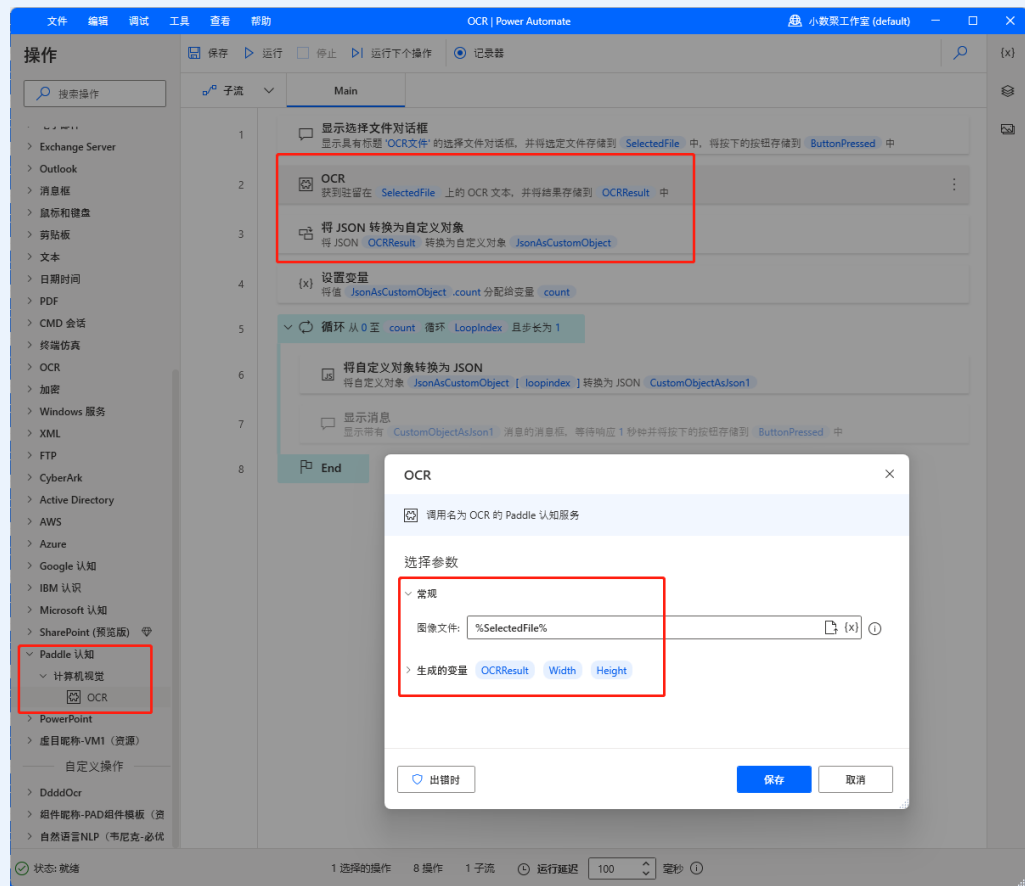 文件 编辑 调试 工具 查看 帮助 OCR | Power Automate 小数聚工作室 (default)
操作
保存 运行 停止 运行下个操作 记录器 {x}
搜索操作
子流 Main
Exchange Server
Outlook
消息框
鼠标和键盘
剪贴板
文本
日期时间
PDF
CMD 会话
终端仿真
OCR
加密
Windows 服务
XML
FTP
CyberArk
Active Directory
AWS
Azure
Google 认知
IBM 认识
Microsoft 认知
SharePoint (预览版)
Paddle 认知
计算机视觉
OCR
PowerPoint
虚目昵称-VM1（资源）
自定义操作
DdddOcr
组件昵称-PAD组件模板（资
自然语言NLP（韦尼克-必优
1 显示选择文件对话框
显示具有标题 'OCR文件' 的选择文件对话框，并将选定文件存储到 SelectedFile 中，将按下的按钮存储到 ButtonPressed 中
2 OCR
获到驻留在 SelectedFile 上的 OCR 文本，并将结果存储到 OCRResult 中
3 将 JSON 转换为自定义对象
将 JSON OCRResult 转换为自定义对象 JsonAsCustomObject
4 {x} 设置变量
将值 JsonAsCustomObject .count 分配给变量 count
5 循环 从 0 至 count 循环 LoopIndex 且步长为 1
6 将自定义对象转换为 JSON
将自定义对象 JsonAsCustomObject [ loopindex ] 转换为 JSON CustomObjectAsJson1
7 显示消息
显示带有 CustomObjectAsJson1 消息的消息框，等待响应 1 秒钟并将按下的按钮存储到 ButtonPressed 中
8 End
OCR
调用名为 OCR 的 Paddle 认知服务
选择参数
常规
图像文件: %SelectedFile% {x}
生成的变量 OCRResult Width Height
出错时 保存 取消
状态: 就绪 1 选择的操作 8 操作 1 子流 运行延迟 100 毫秒